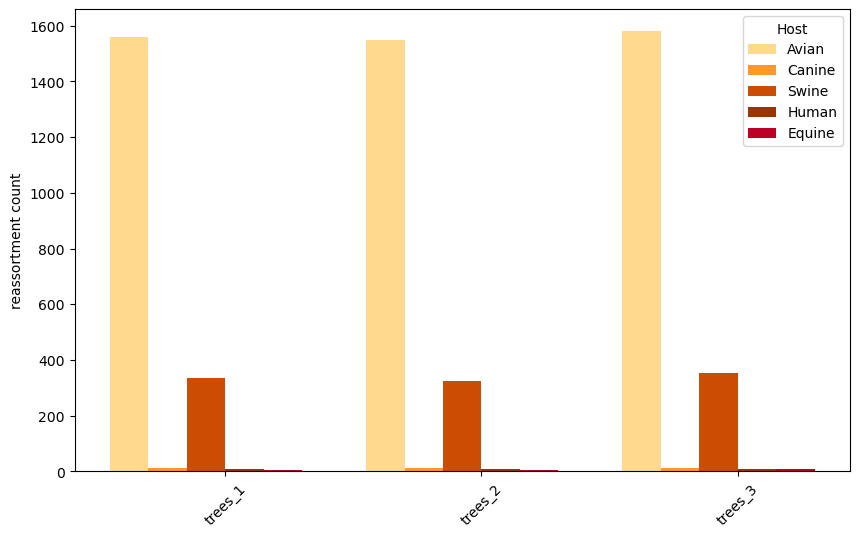 1600
1400
1200
1000
800
600
400
200
0
reassortment count
Host
Avian
Canine
Swine
Human
Equine
trees_1
trees_2
trees_3